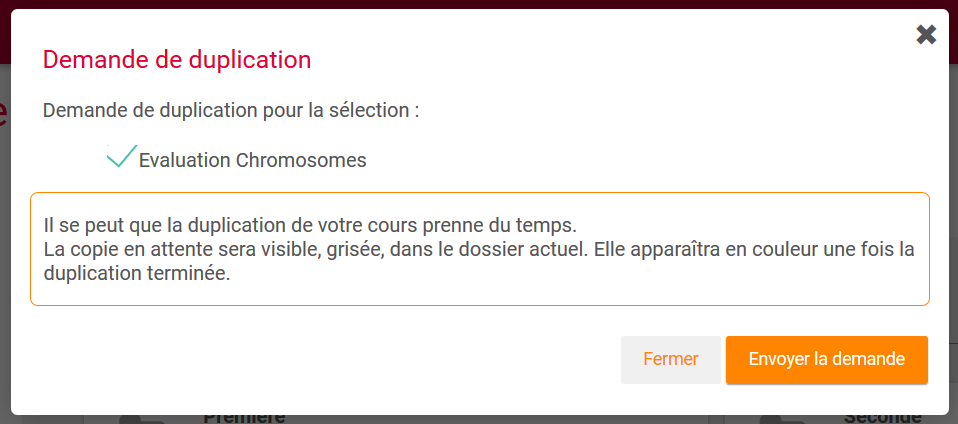 Demande de duplication
Demande de duplication pour la sélection :
Evaluation Chromosomes
Il se peut que la duplication de votre cours prenne du temps.
La copie en attente sera visible, grisée, dans le dossier actuel. Elle apparaîtra en couleur une fois la
duplication terminée.
Fermer
Envoyer la demande
Première
Seconde